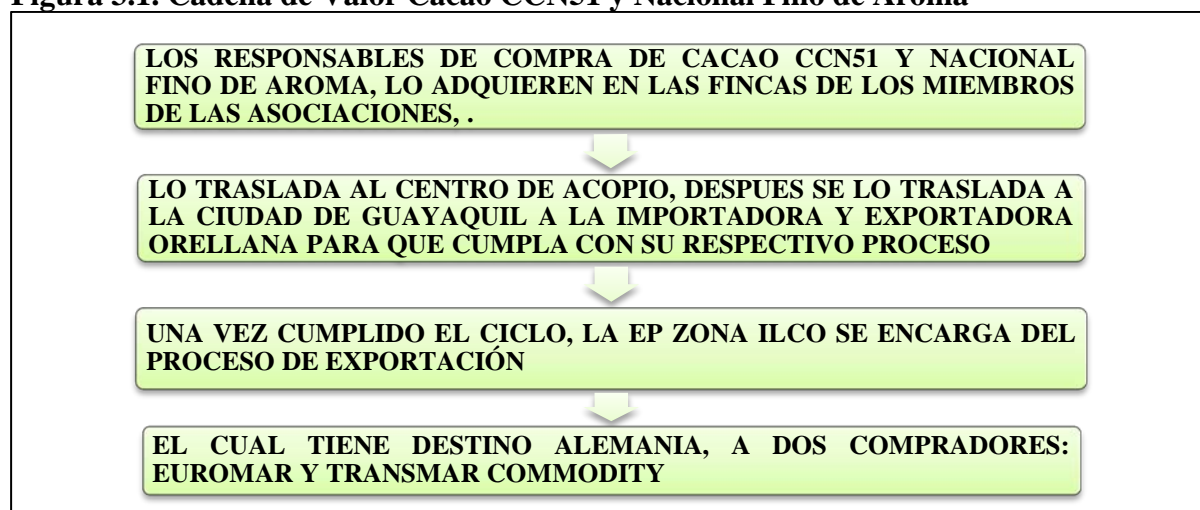 Figura 3.1. Cadena de Valor Cacao CCN51 y Nacional Fino de Aroma
LOS RESPONSABLES DE COMPRA DE CACAO CCN51 Y NACIONAL
FINO DE AROMA, LO ADQUIEREN EN LAS FINCAS DE LOS MIEMBROS
DE LAS ASOCIACIONES, .
LO TRASLADA AL CENTRO DE ACOPIO, DESPUES SE LO TRASLADA A
LA CIUDAD DE GUAYAQUIL A LA IMPORTADORA Y EXPORTADORA
ORELLANA PARA QUE CUMPLA CON SU RESPECTIVO PROCESO
UNA VEZ CUMPLIDO EL CICLO, LA EP ZONA ILCO SE ENCARGA DEL
PROCESO DE EXPORTACIÓN
EL CUAL TIENE DESTINO ALEMANIA, A DOS COMPRADORES:
EUROMAR Y TRANSMAR COMMODITY